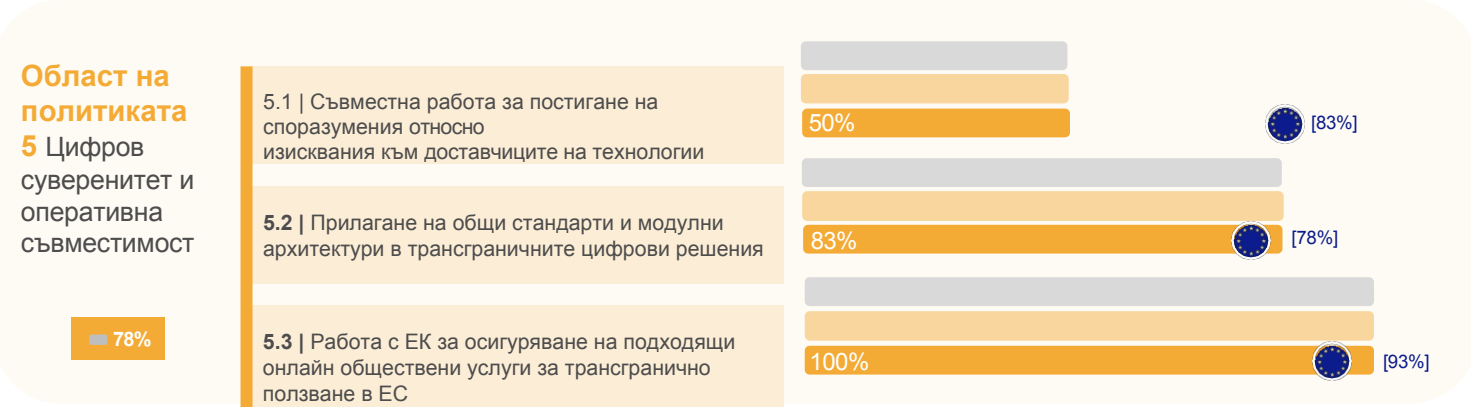 Област на
политиката
5 Цифров
суверенитет и
оперативна
съвместимост
78%
5.1 | Съвместна работа за постигане на
споразумения относно
изисквания към доставчиците на технологии
50%
[83%]
5.2 | Прилагане на общи стандарти и модулни
архитектури в трансграничните цифрови решения
83%
[78%]
5.3 | Работа с ЕК за осигуряване на подходящи
онлайн обществени услуги за трансгранично
ползване в ЕС
100%
[93%]